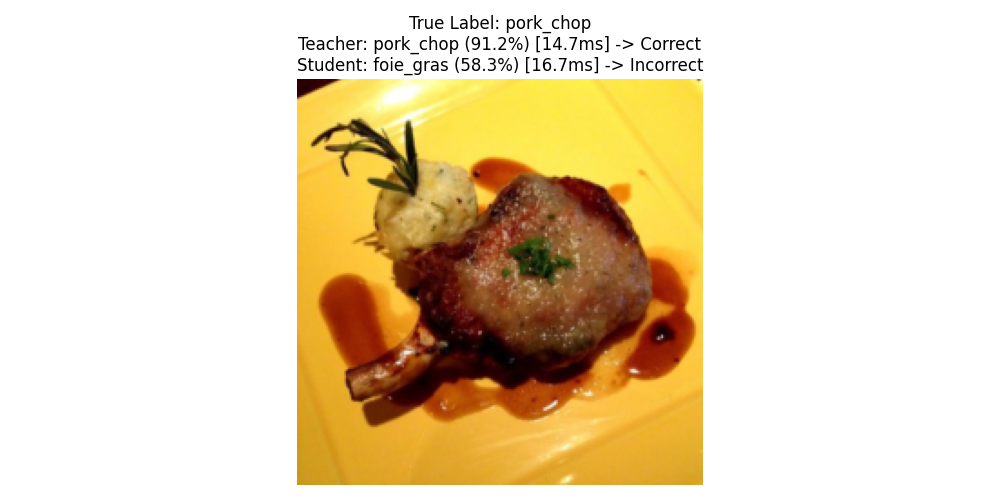 True Label: pork_chop
Teacher: pork_chop (91.2%) [14.7ms] -> Correct
Student: foie_gras (58.3%) [16.7ms] -> Incorrect